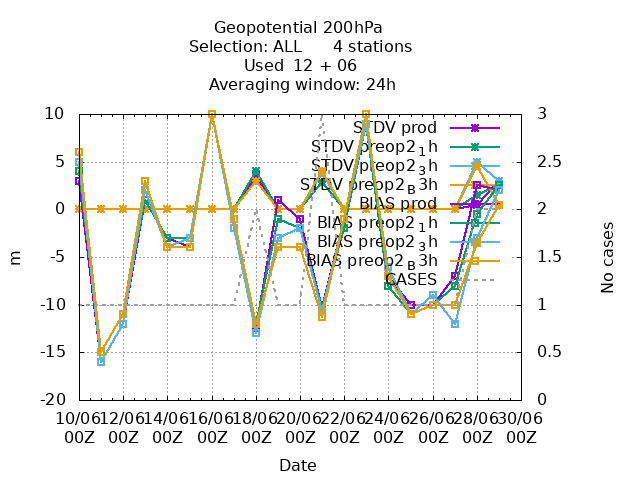 Geopotential 200hPa
Selection: ALL 4 stations
Used 12 + 06
Averaging window: 24h
10
5
0
-5
-10
-15
-20
m
3
2.5
2
1.5
1
0.5
0
No cases
STDV prod
STDV preop2_1h
STDV preop2_3h
STDV preop2_B3h
BIAS prod
BIAS preop2_1h
BIAS preop2_3h
BIAS preop2_B3h
CASES
10/06 12/06 14/06 16/06 18/06 20/06 22/06 24/06 26/06 28/06 30/06
00Z 00Z 00Z 00Z 00Z 00Z 00Z 00Z 00Z 00Z 00Z
Date